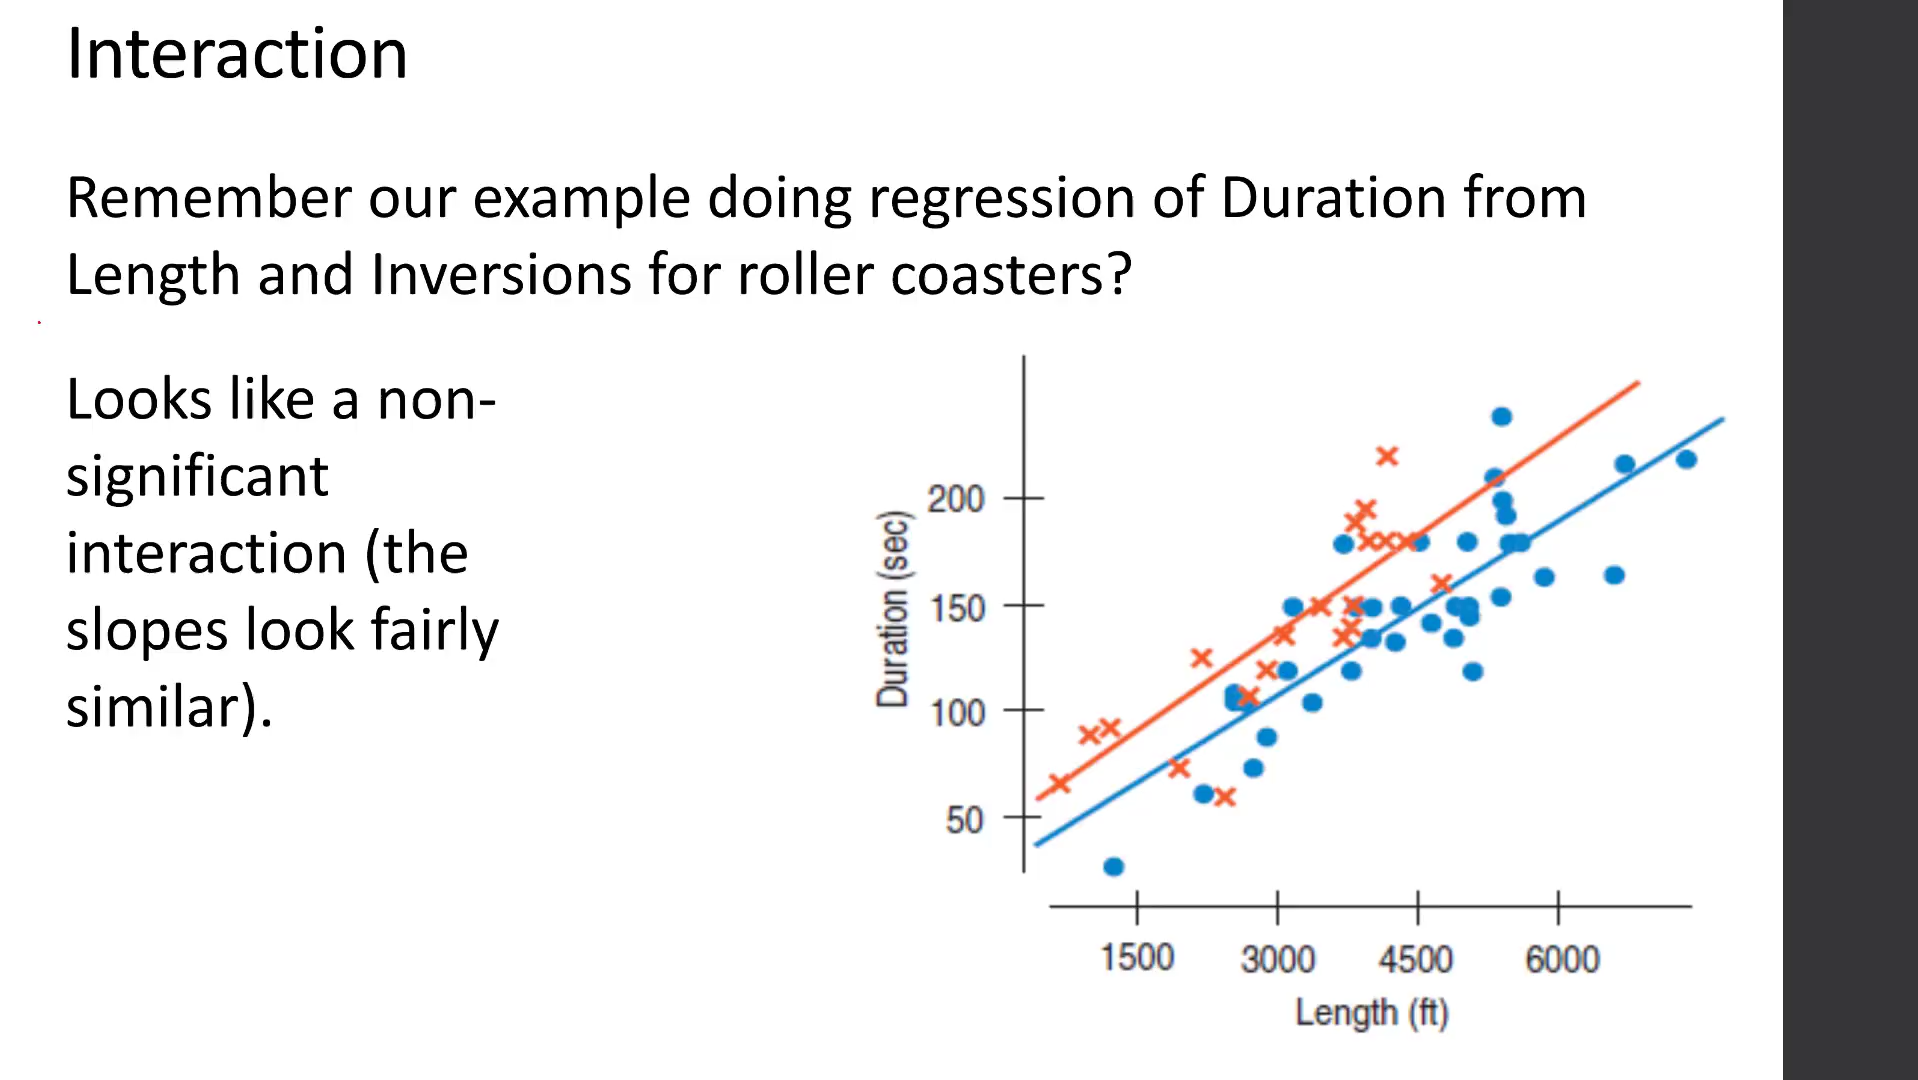 Interaction
Remember our example doing regression of Duration from
Length and Inversions for roller coasters?
Looks like a non-
significant
interaction (the
slopes look fairly
similar).
Duration (sec)
200
150
100
50
1500 3000 4500 6000
Length (ft)